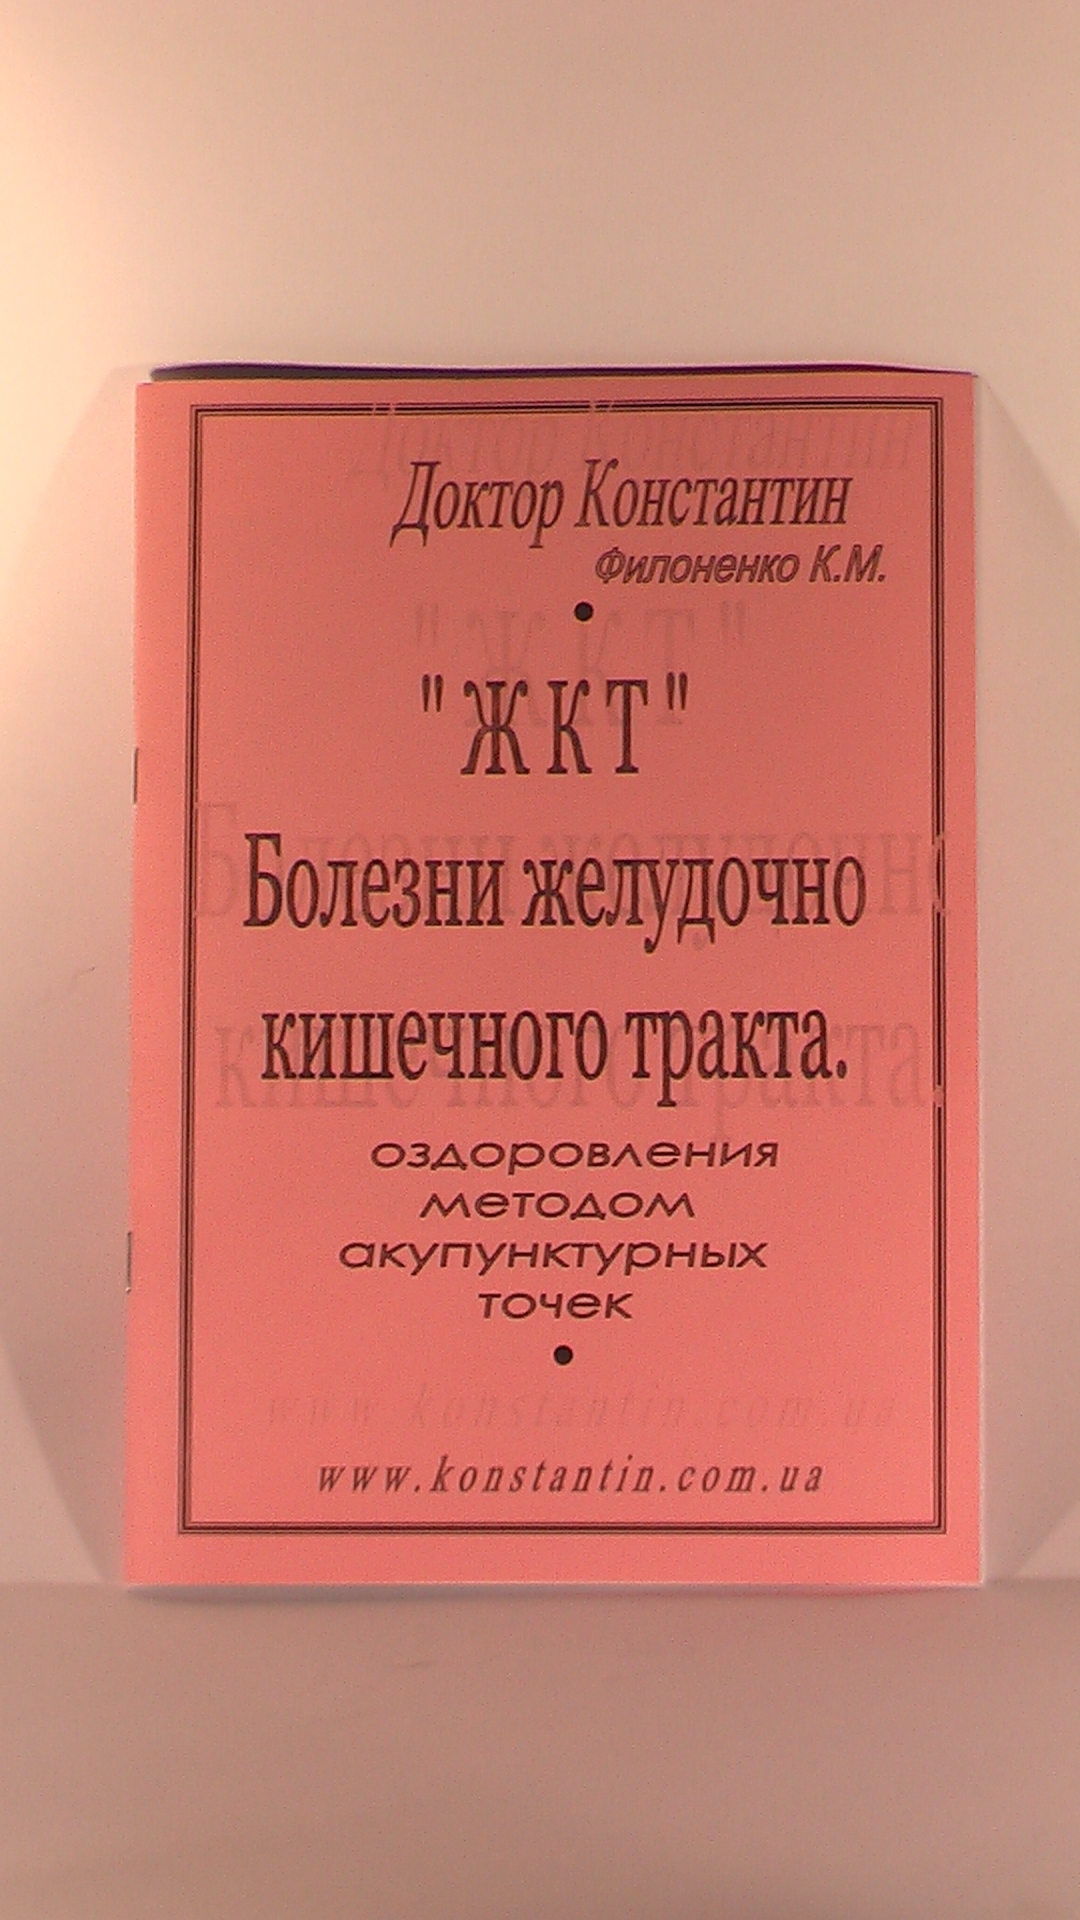 Доктор Константин
Филоненко К.М.
•
"ЖКТ"
Болезни желудочно
кишечного тракта.
оздоровления
методом
акупунктурных
точек
•
www.konstantin.com.ua